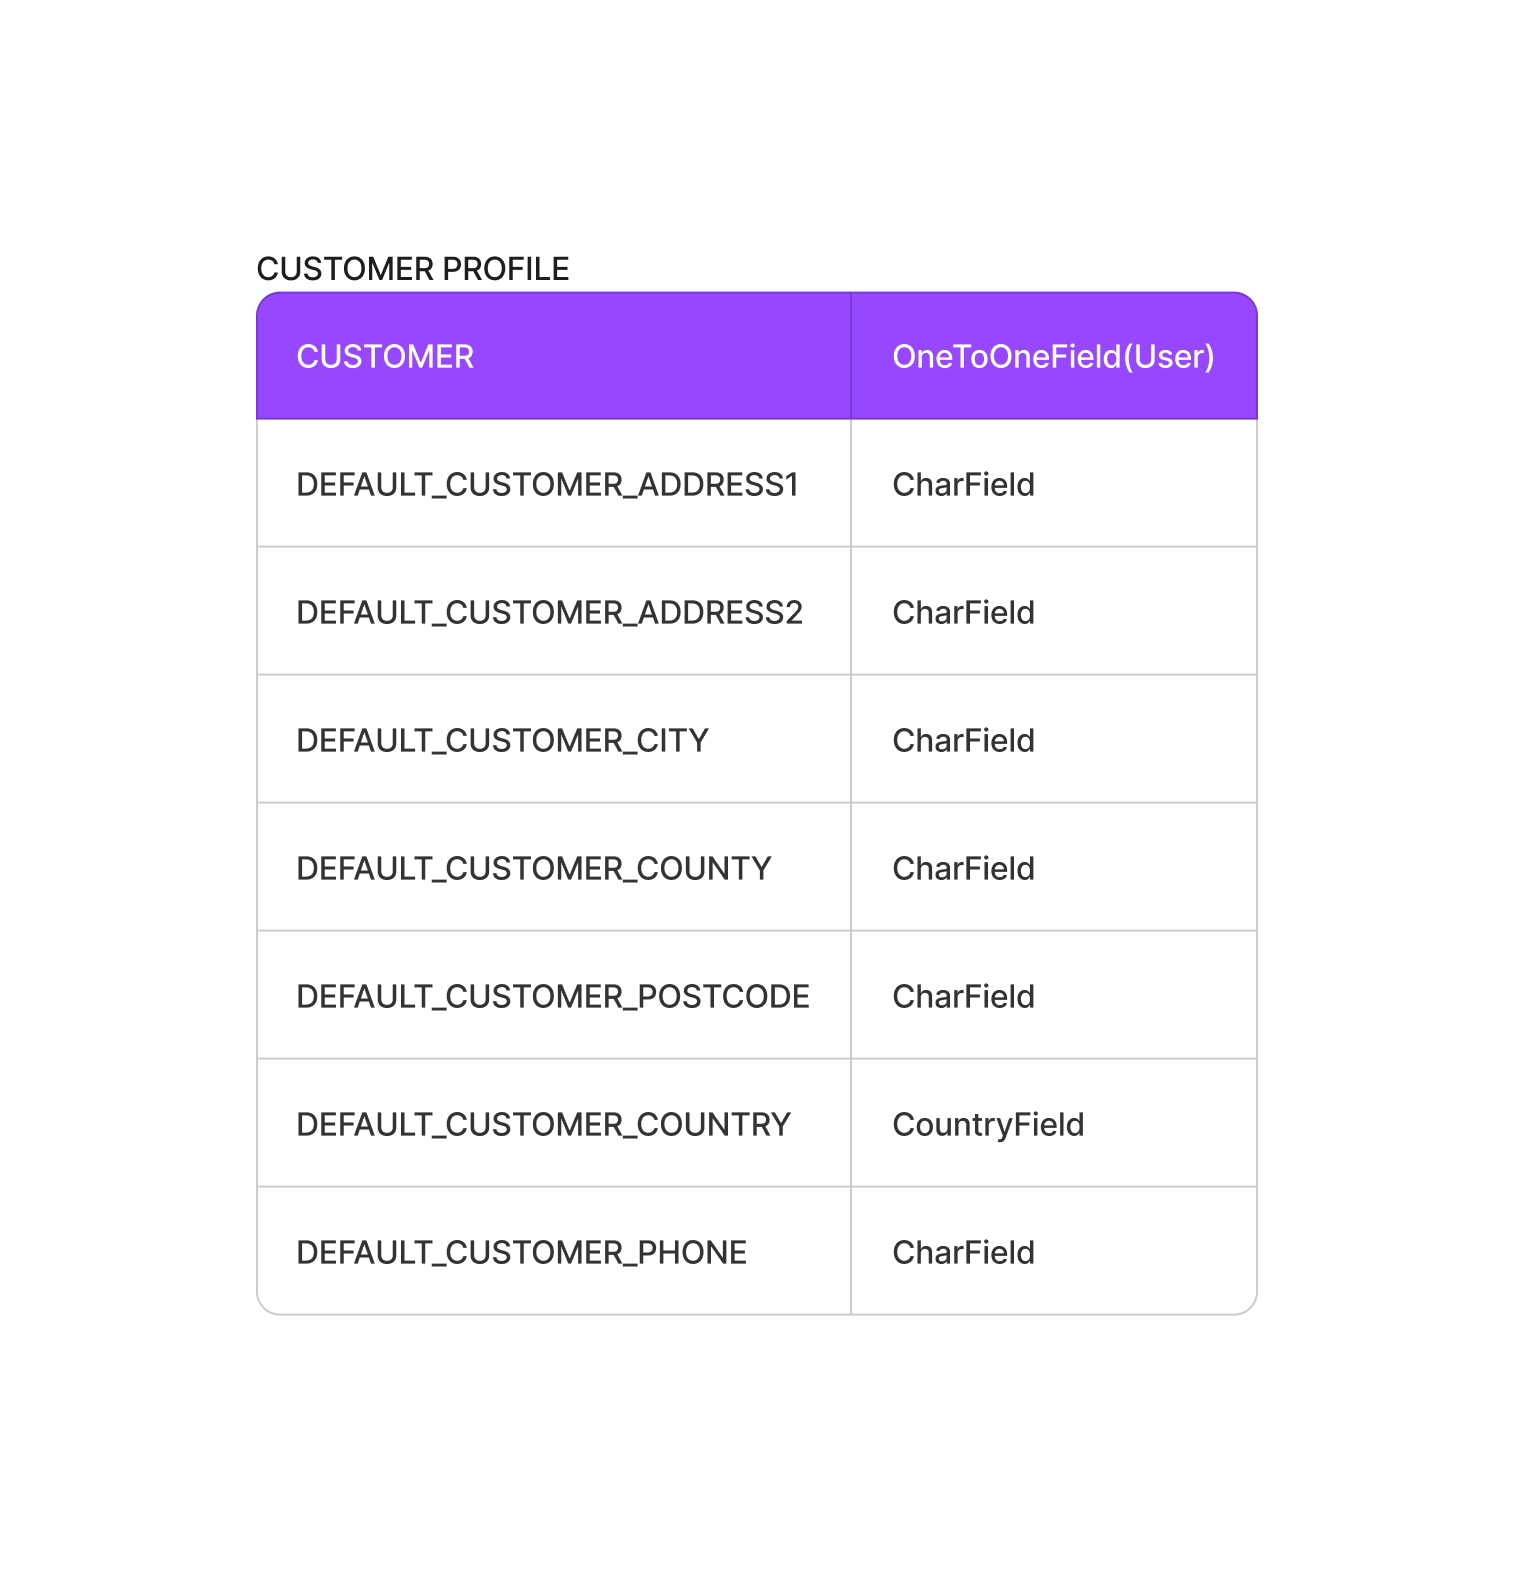 CUSTOMER PROFILE
CUSTOMER OneToOneField(User)
DEFAULT_CUSTOMER_ADDRESS1 CharField
DEFAULT_CUSTOMER_ADDRESS2 CharField
DEFAULT_CUSTOMER_CITY CharField
DEFAULT_CUSTOMER_COUNTY CharField
DEFAULT_CUSTOMER_POSTCODE CharField
DEFAULT_CUSTOMER_COUNTRY CountryField
DEFAULT_CUSTOMER_PHONE CharField